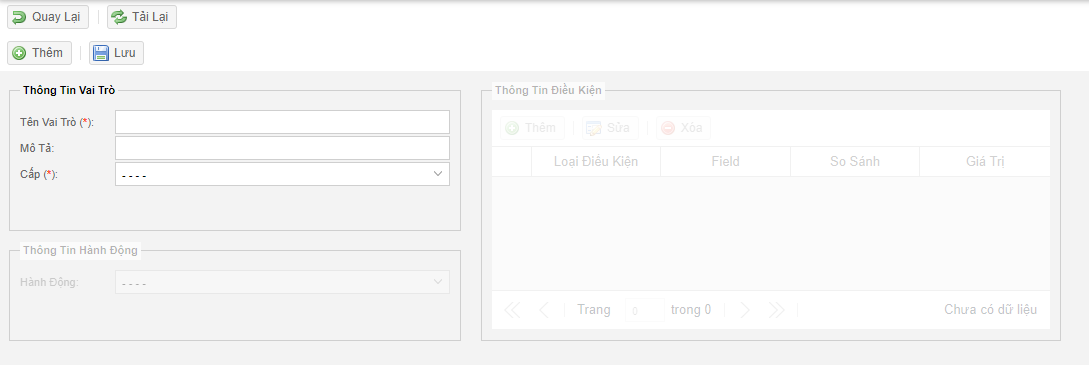 Quay Lại
Tải Lại
Thêm
Lưu
Thông Tin Vai Trò
Tên Vai Trò (*):
Mô Tả:
Cấp (*):
----
Thông Tin Hành Động
Hành Động:
----
Thông Tin Điều Kiện
Thêm
Sửa
Xóa
Loại Điều Kiện
Field
So Sánh
Giá Trị
Trang 0 trong 0
Chưa có dữ liệu